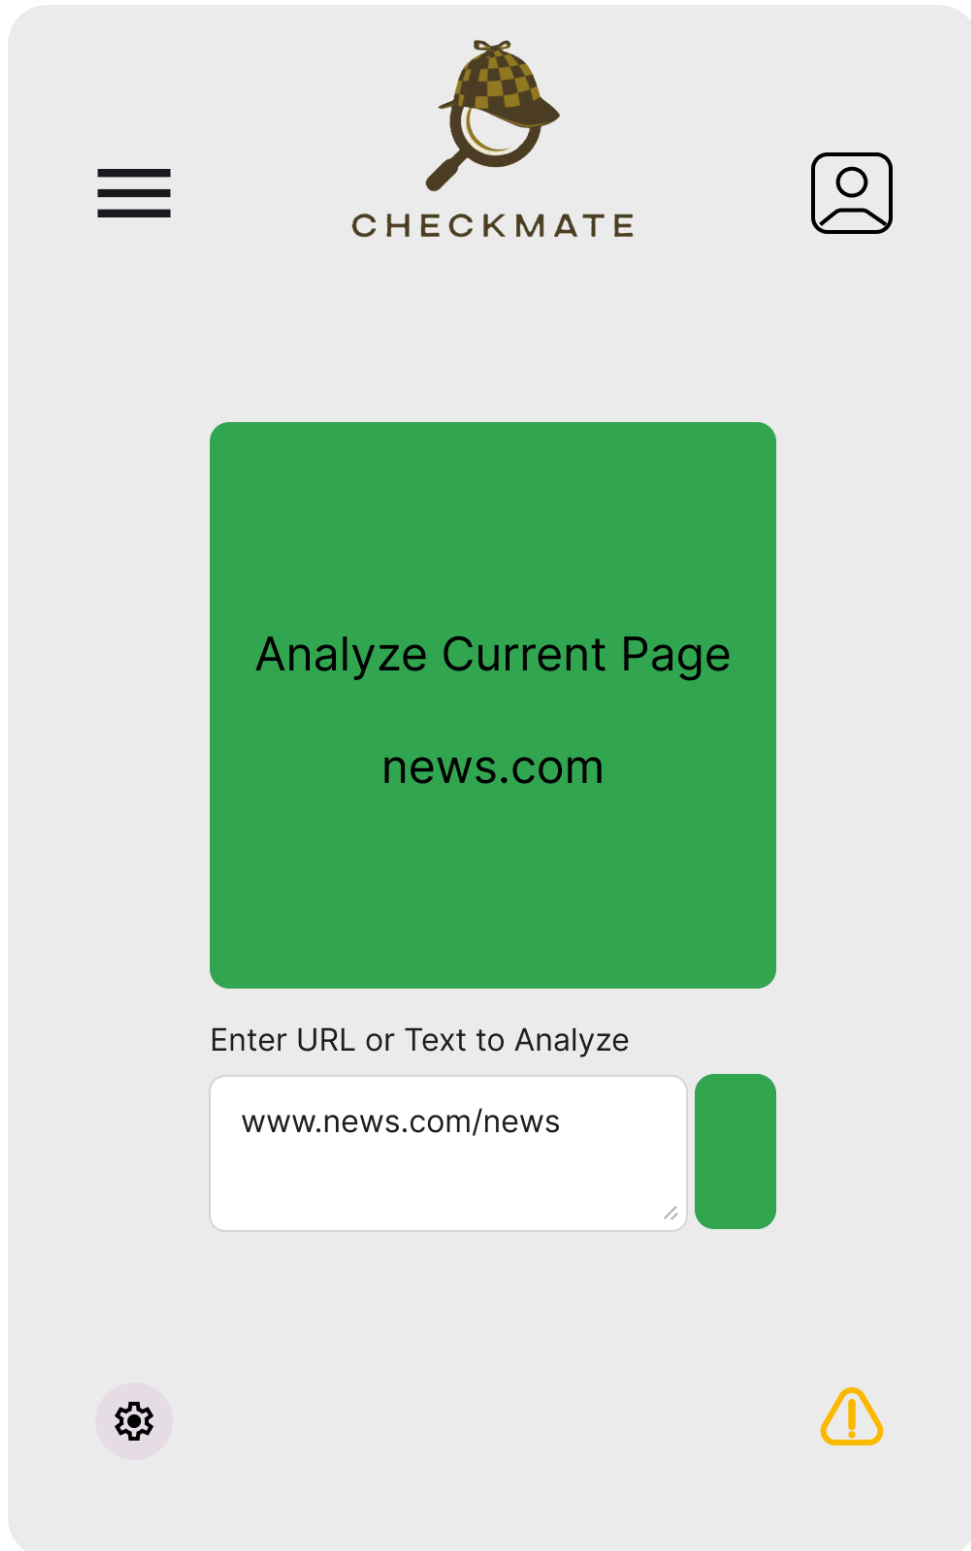 CHECKMATE
Analyze Current Page
news.com
Enter URL or Text to Analyze
www.news.com/news